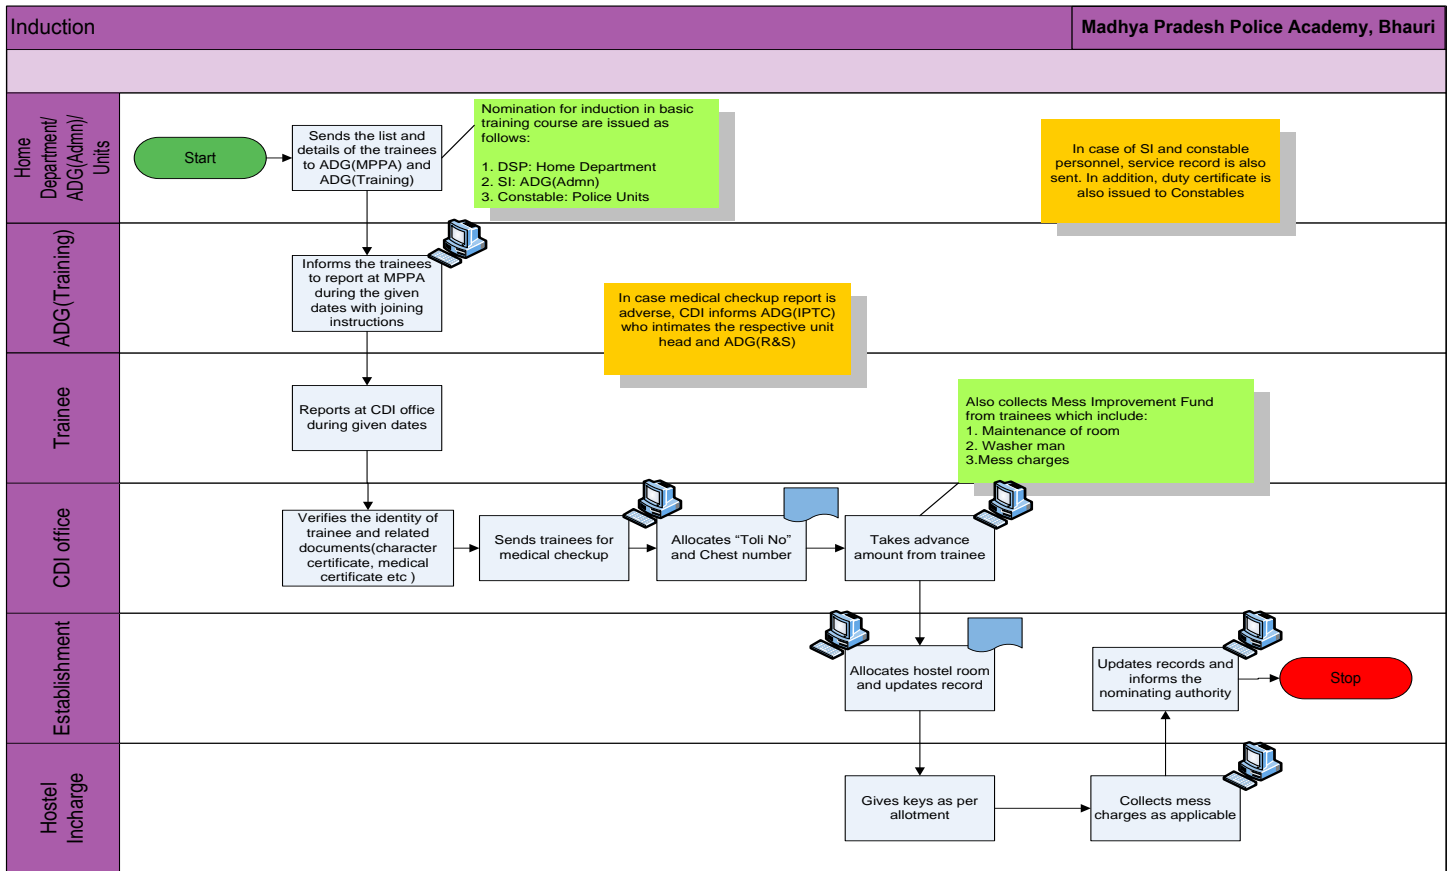 Induction
Madhya Pradesh Police Academy, Bhauri
Home
Department/
ADG(Admn)/
Units
Start
Sends the list and
details of the trainees
to ADG(MPPA) and
ADG(Training)
Nomination for induction in basic
training course are issued as
follows:
1. DSP: Home Department
2. SI: ADG(Admn)
3. Constable: Police Units
In case of SI and constable
personnel, service record is also
sent. In addition, duty certificate is
also issued to Constables
ADG(Training)
Informs the trainees
to report at MPPA
during the given
dates with joining
instructions
In case medical checkup report is
adverse, CDI informs ADG(IPTC)
who intimates the respective unit
head and ADG(R&S)
Trainee
Reports at CDI office
during given dates
Also collects Mess Improvement Fund
from trainees which include:
1. Maintenance of room
2. Washer man
3.Mess charges
CDI office
Verifies the identity of
trainee and related
documents(character
certificate, medical
certificate etc )
Sends trainees for
medical checkup
Allocates “Toli No”
and Chest number
Takes advance
amount from trainee
Establishment
Allocates hostel room
and updates record
Updates records and
informs the
nominating authority
Stop
Hostel
Incharge
Gives keys as per
allotment
Collects mess
charges as applicable